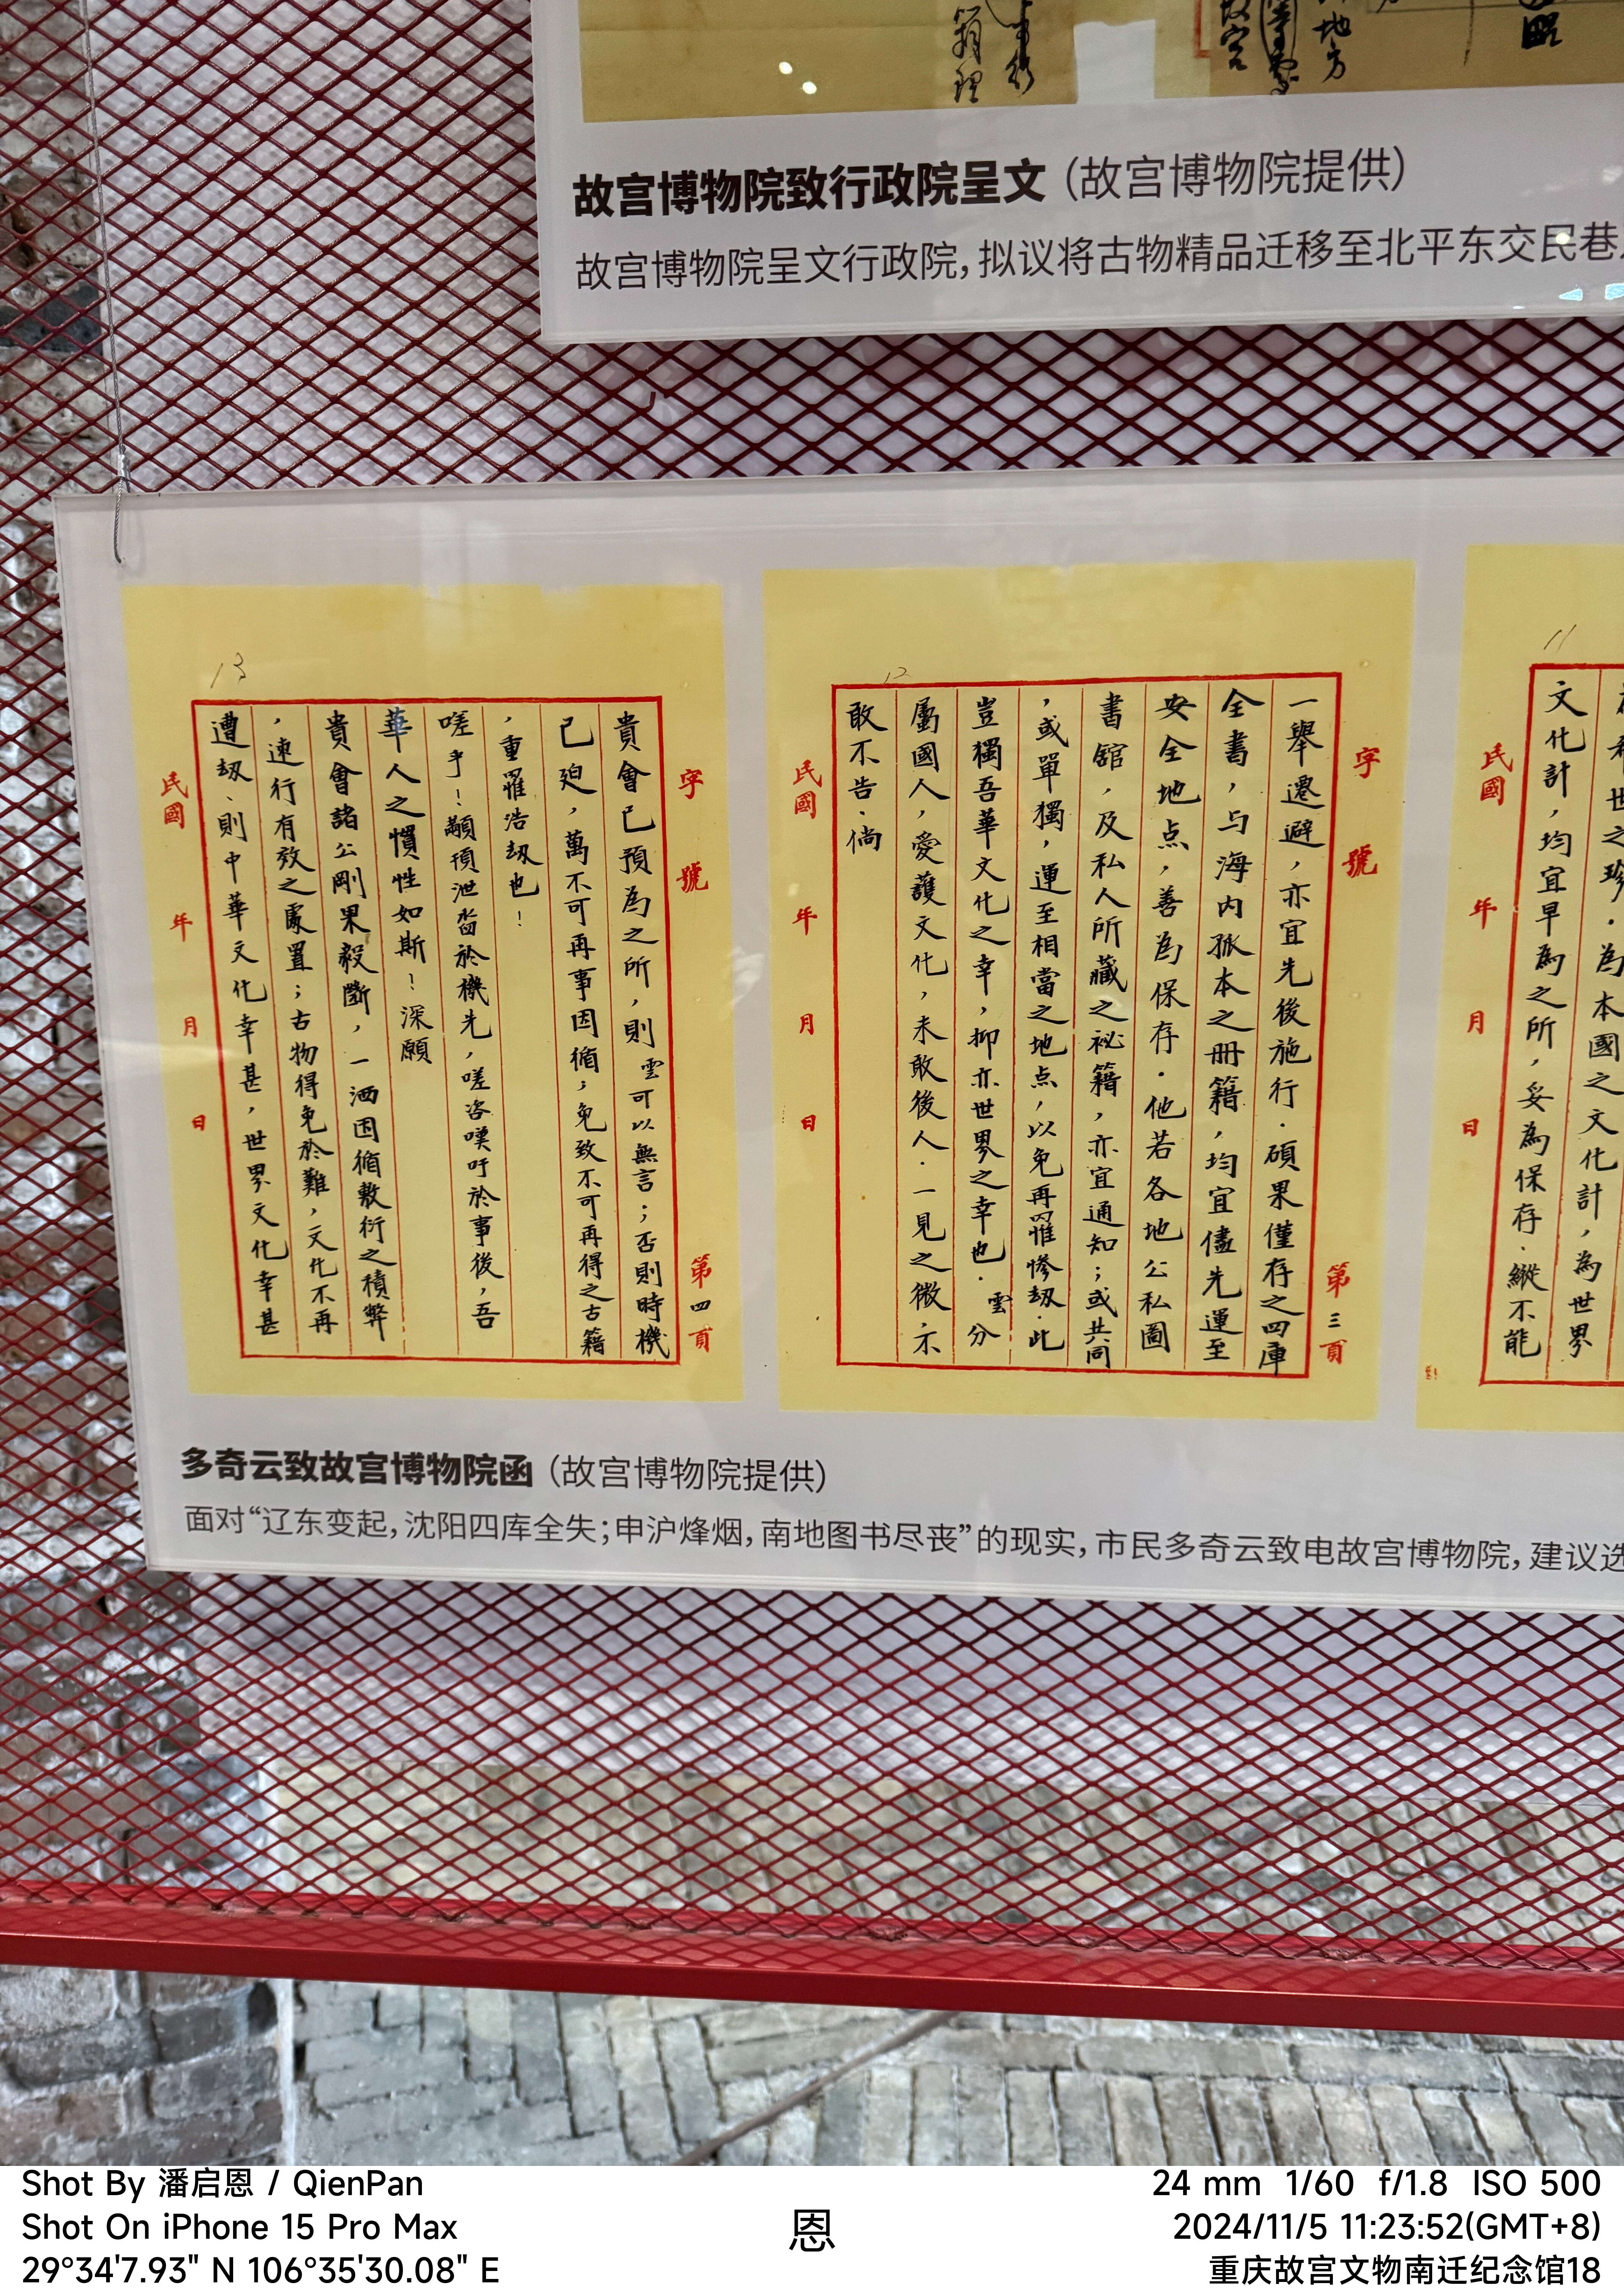 箱理
地方
故宫博物院致行政院呈文（故宫博物院提供）
故宫博物院呈文行政院，拟议将古物精品迁移至北平东交民巷
11
文化計，均宜早為之所，妥為保存．縱不能
世之珍．為本國之文化計，為世界
民國 年 月 日
12
字 號 第三頁
一舉遷避，亦宜先後施行．碩果僅存之四庫
全書，与海内孤本之册籍，均宜儘先運至
安全地点，善為保存．他若各地公私圖
書館，及私人所藏之祕籍，亦宜通知；或共同
，或單獨，運至相當之地点，以免再罹惨劫．此
豈獨吾華文化之幸，抑亦世界之幸也．雲分
屬國人，愛護文化，未敢後人．一見之微，示
敢不告．倘
民國 年 月 日
13
字 號 第四頁
貴會已預為之所，則雲可以無言；否則時機
已廹，萬不可再事因循；免致不可再得之古籍
，重罹浩劫也！
嗟乎！顢頇泄沓於機先，嗟咨嘆吁於事後，吾
華人之慣性如斯！深願
貴會諸公剛果毅斷，一洒因循敷衍之積弊
，速行有效之處置；古物得免於難，文化不再
遭劫、則中華文化幸甚，世界文化幸甚
民國 年 月 日
多奇云致故宫博物院函（故宫博物院提供）
面对“辽东变起，沈阳四库全失；申沪烽烟，南地图书尽丧”的现实，市民多奇云致电故宫博物院，建议选
Shot By 潘启恩 / QienPan
Shot On iPhone 15 Pro Max
29°34'7.93" N 106°35'30.08" E
恩
24 mm 1/60 f/1.8 ISO 500
2024/11/5 11:23:52(GMT+8)
重庆故宫文物南迁纪念馆18